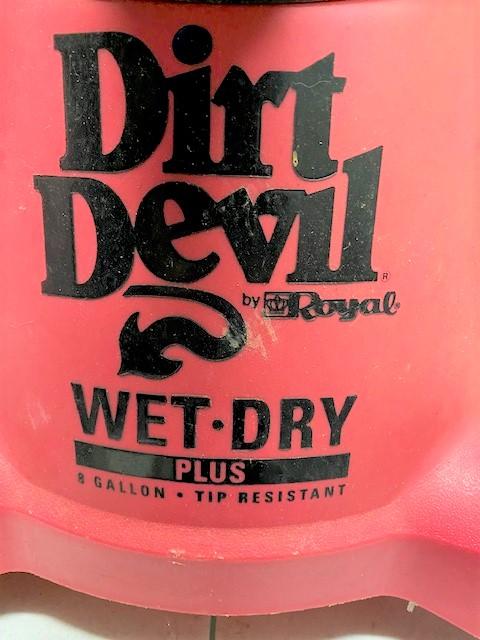 Dirt
Devil®
by Royal®
WET·DRY
PLUS
8 GALLON • TIP RESISTANT